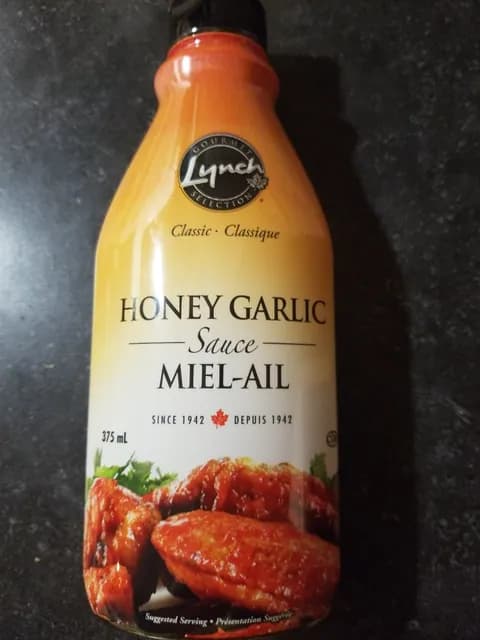 GOURMET
Lynch
SELECTION
Classic · Classique
HONEY GARLIC
Sauce
MIEL-AIL
SINCE 1942 DEPUIS 1942
375 mL
Suggested Serving • Présentation